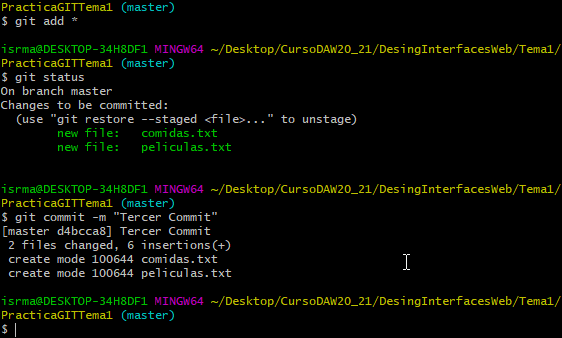 PracticaGITTema1 (master)
$ git add *
isrma@DESKTOP-34H8DF1 MINGW64 ~/Desktop/CursoDAW20_21/DesingInterfacesWeb/Tema1/
PracticaGITTema1 (master)
$ git status
On branch master
Changes to be committed:
  (use "git restore --staged <file>..." to unstage)
        new file:   comidas.txt
        new file:   peliculas.txt
isrma@DESKTOP-34H8DF1 MINGW64 ~/Desktop/CursoDAW20_21/DesingInterfacesWeb/Tema1/
PracticaGITTema1 (master)
$ git commit -m "Tercer Commit"
[master d4bcca8] Tercer Commit
 2 files changed, 6 insertions(+)
 create mode 100644 comidas.txt
 create mode 100644 peliculas.txt
isrma@DESKTOP-34H8DF1 MINGW64 ~/Desktop/CursoDAW20_21/DesingInterfacesWeb/Tema1/
PracticaGITTema1 (master)
$